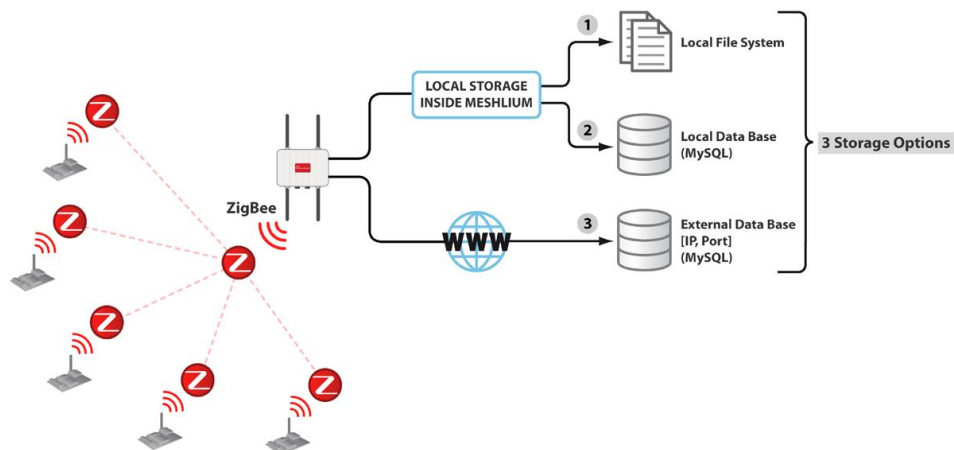 1
Local File System
LOCAL STORAGE
INSIDE MESHLIUM
2
Local Data Base
(MySQL)
3 Storage Options
ZigBee
WWW
3
External Data Base
[IP, Port]
(MySQL)
Z
Z
Z
Z
Z
Z